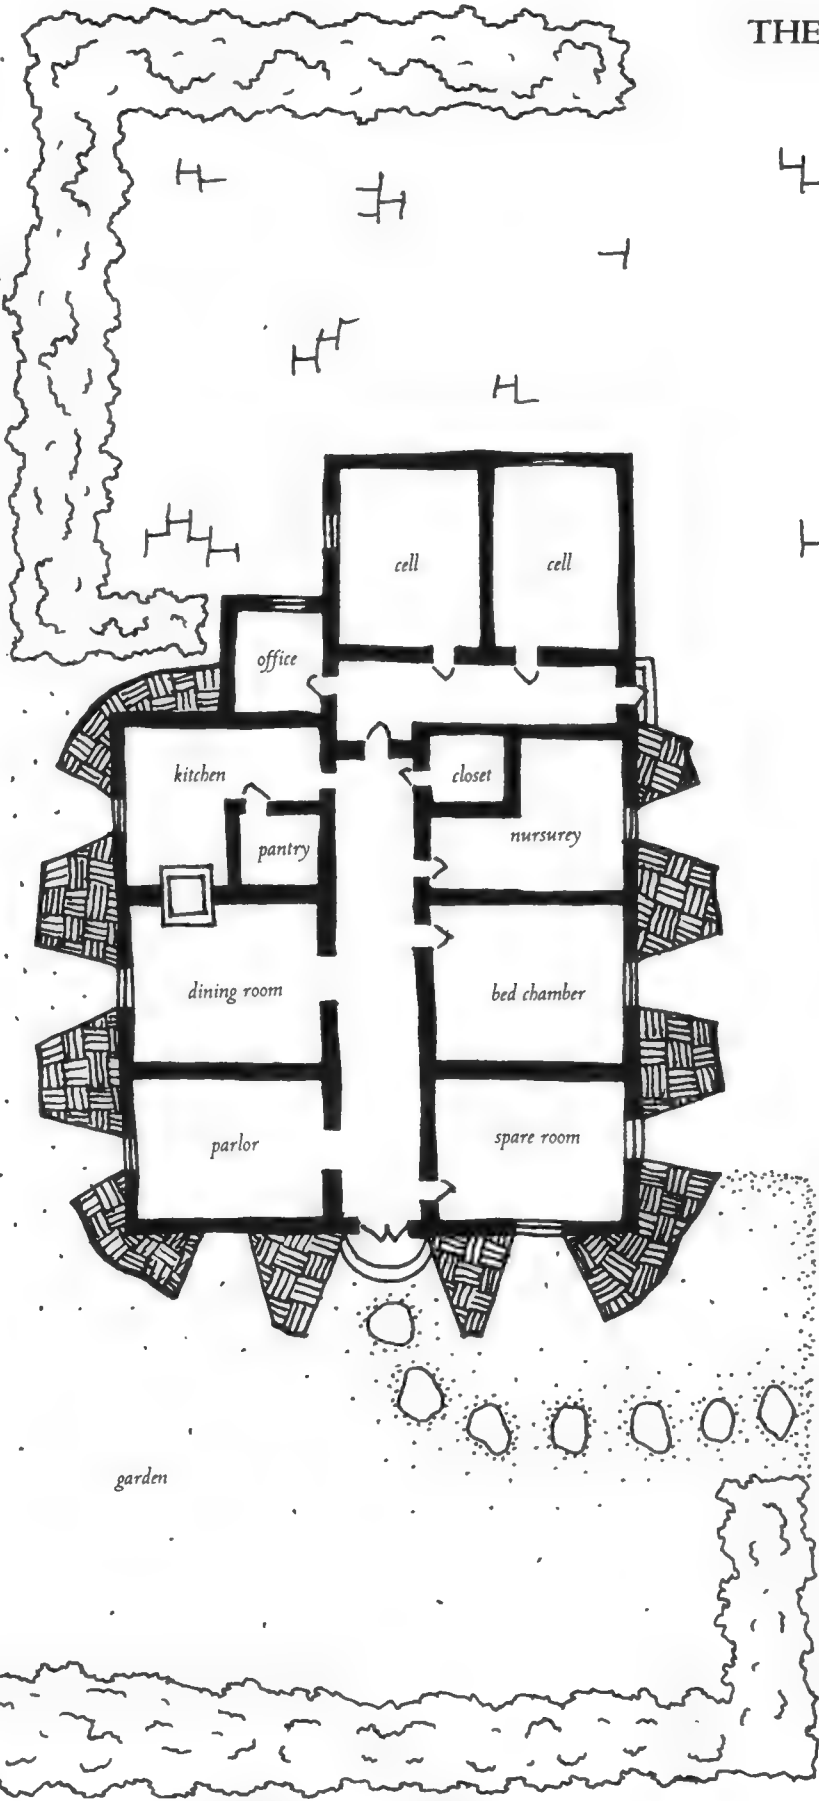 THE
cell
cell
office
kitchen
closet
pantry
nursurey
dining room
bed chamber
parlor
spare room
garden